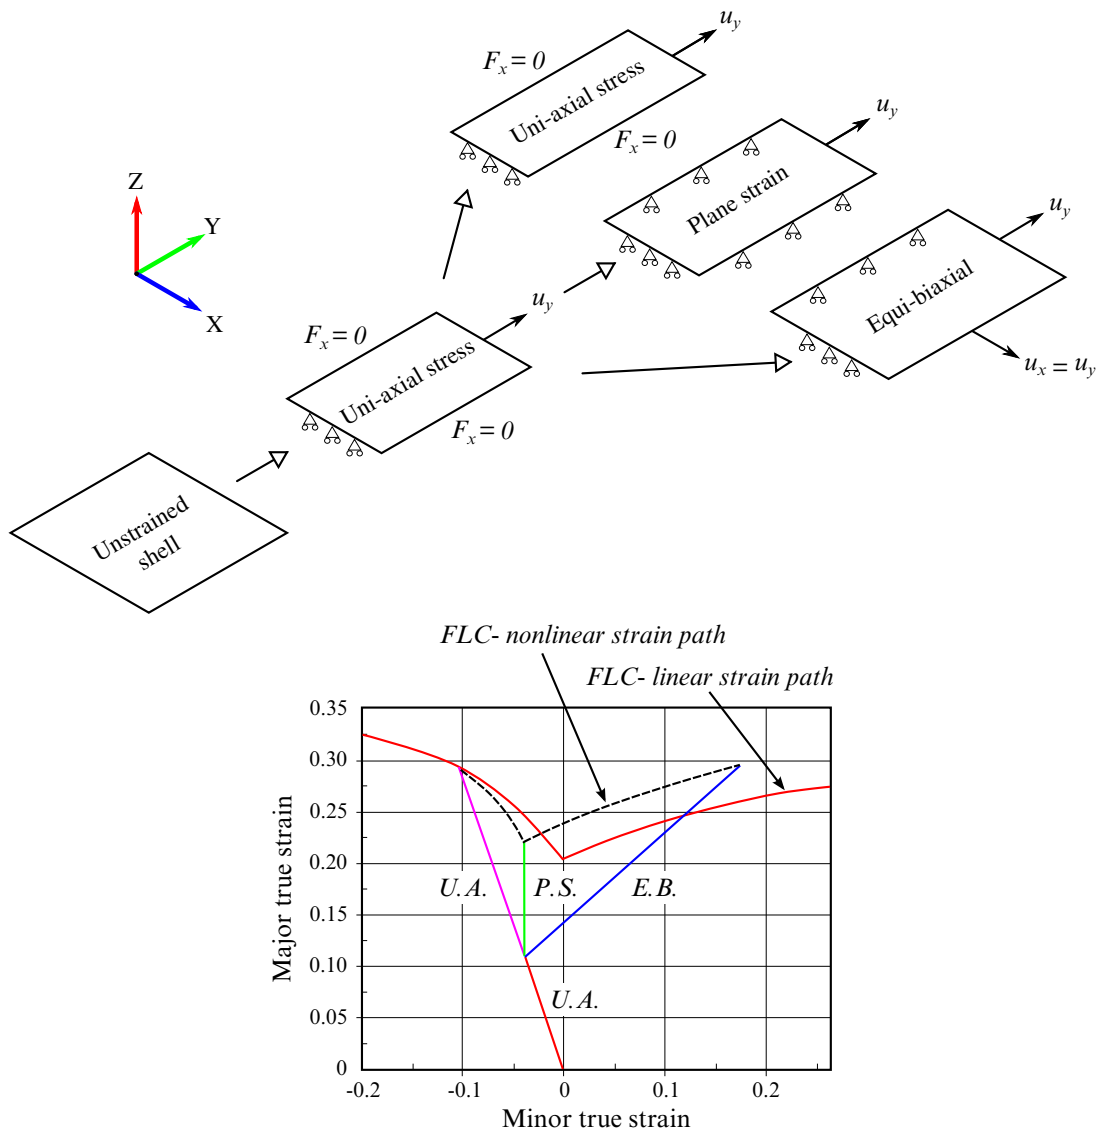 u_y
F_x = 0
Uni-axial stress
F_x = 0
u_y
Plane strain
Z
Y
X
u_y
Equi-biaxial
u_x = u_y
u_y
F_x = 0
Uni-axial stress
F_x = 0
Unstrained
shell
FLC- nonlinear strain path
FLC- linear strain path
0.35
0.30
0.25
0.20
0.15
0.10
0.05
0
Major true strain
U.A.
P.S.
E.B.
U.A.
-0.2
-0.1
0
0.1
0.2
Minor true strain